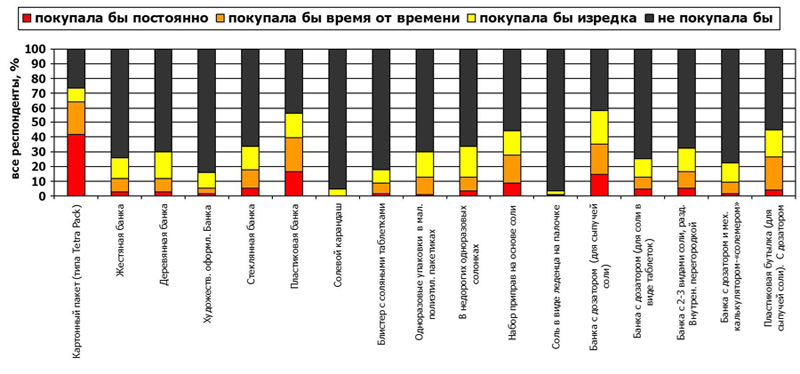 покупала бы постоянно покупала бы время от времени покупала бы изредка не покупала бы
все респонденты, %
100
90
80
70
60
50
40
30
20
10
0
Картонный пакет (типа Tetra Pack)
Жестяная банка
Деревянная банка
Художеств. оформл. Банка
Стеклянная банка
Пластиковая банка
Солевой карандаш
Блистер с соляными таблетками
Одноразовые упаковки в мал.
полиэтил. пакетиках
В недорогих одноразовых
солонках
Набор приправ на основе соли
Соль в виде леденца на палочке
Банка с дозатором (для сыпучей
соли)
Банка с дозатором (для соли в
виде таблеток)
Банка с 2-3 видами соли, разд.
Внутрен. перегородкой
Банка с дозатором и мех.
калькулятором-«солемером»
Пластиковая бутылка (для
сыпучей соли). С дозатором